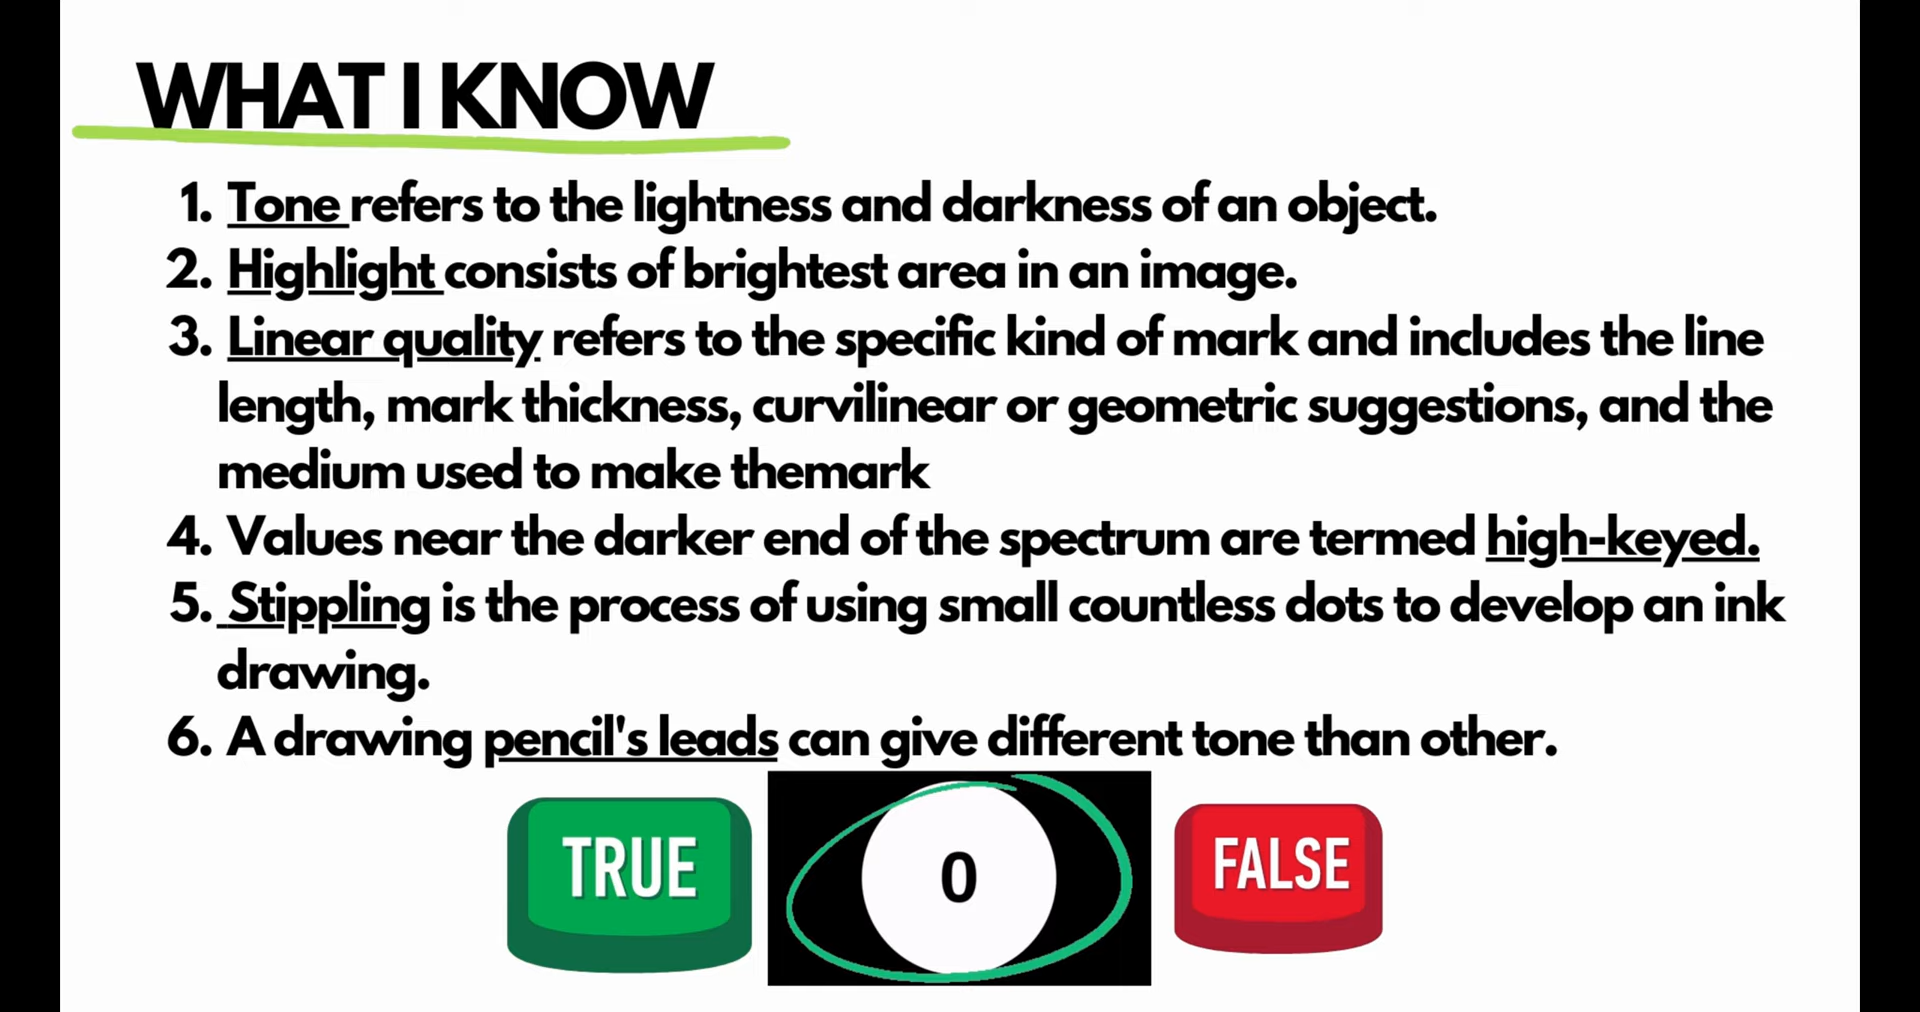 WHAT I KNOW
1. Tone refers to the lightness and darkness of an object.
2. Highlight consists of brightest area in an image.
3. Linear quality refers to the specific kind of mark and includes the line
length, mark thickness, curvilinear or geometric suggestions, and the
medium used to make themark
4. Values near the darker end of the spectrum are termed high-keyed.
5. Stippling is the process of using small countless dots to develop an ink
drawing.
6. A drawing pencil's leads can give different tone than other.
TRUE
0
FALSE